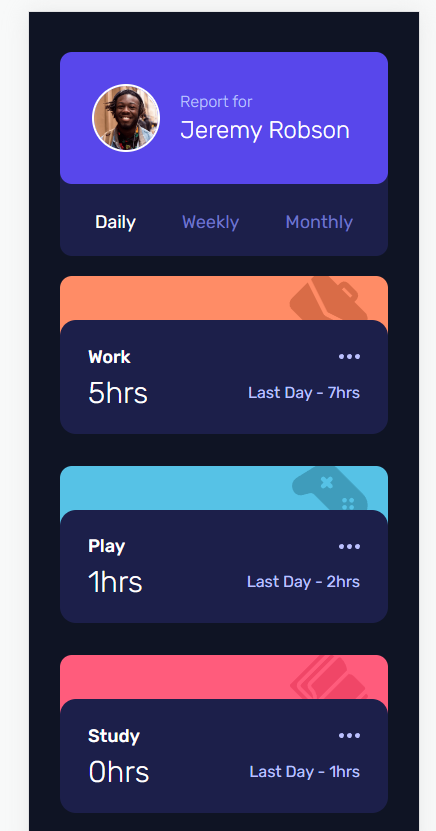 Report for
Jeremy Robson
Daily Weekly Monthly
Work
5hrs Last Day - 7hrs
Play
1hrs Last Day - 2hrs
Study
0hrs Last Day - 1hrs